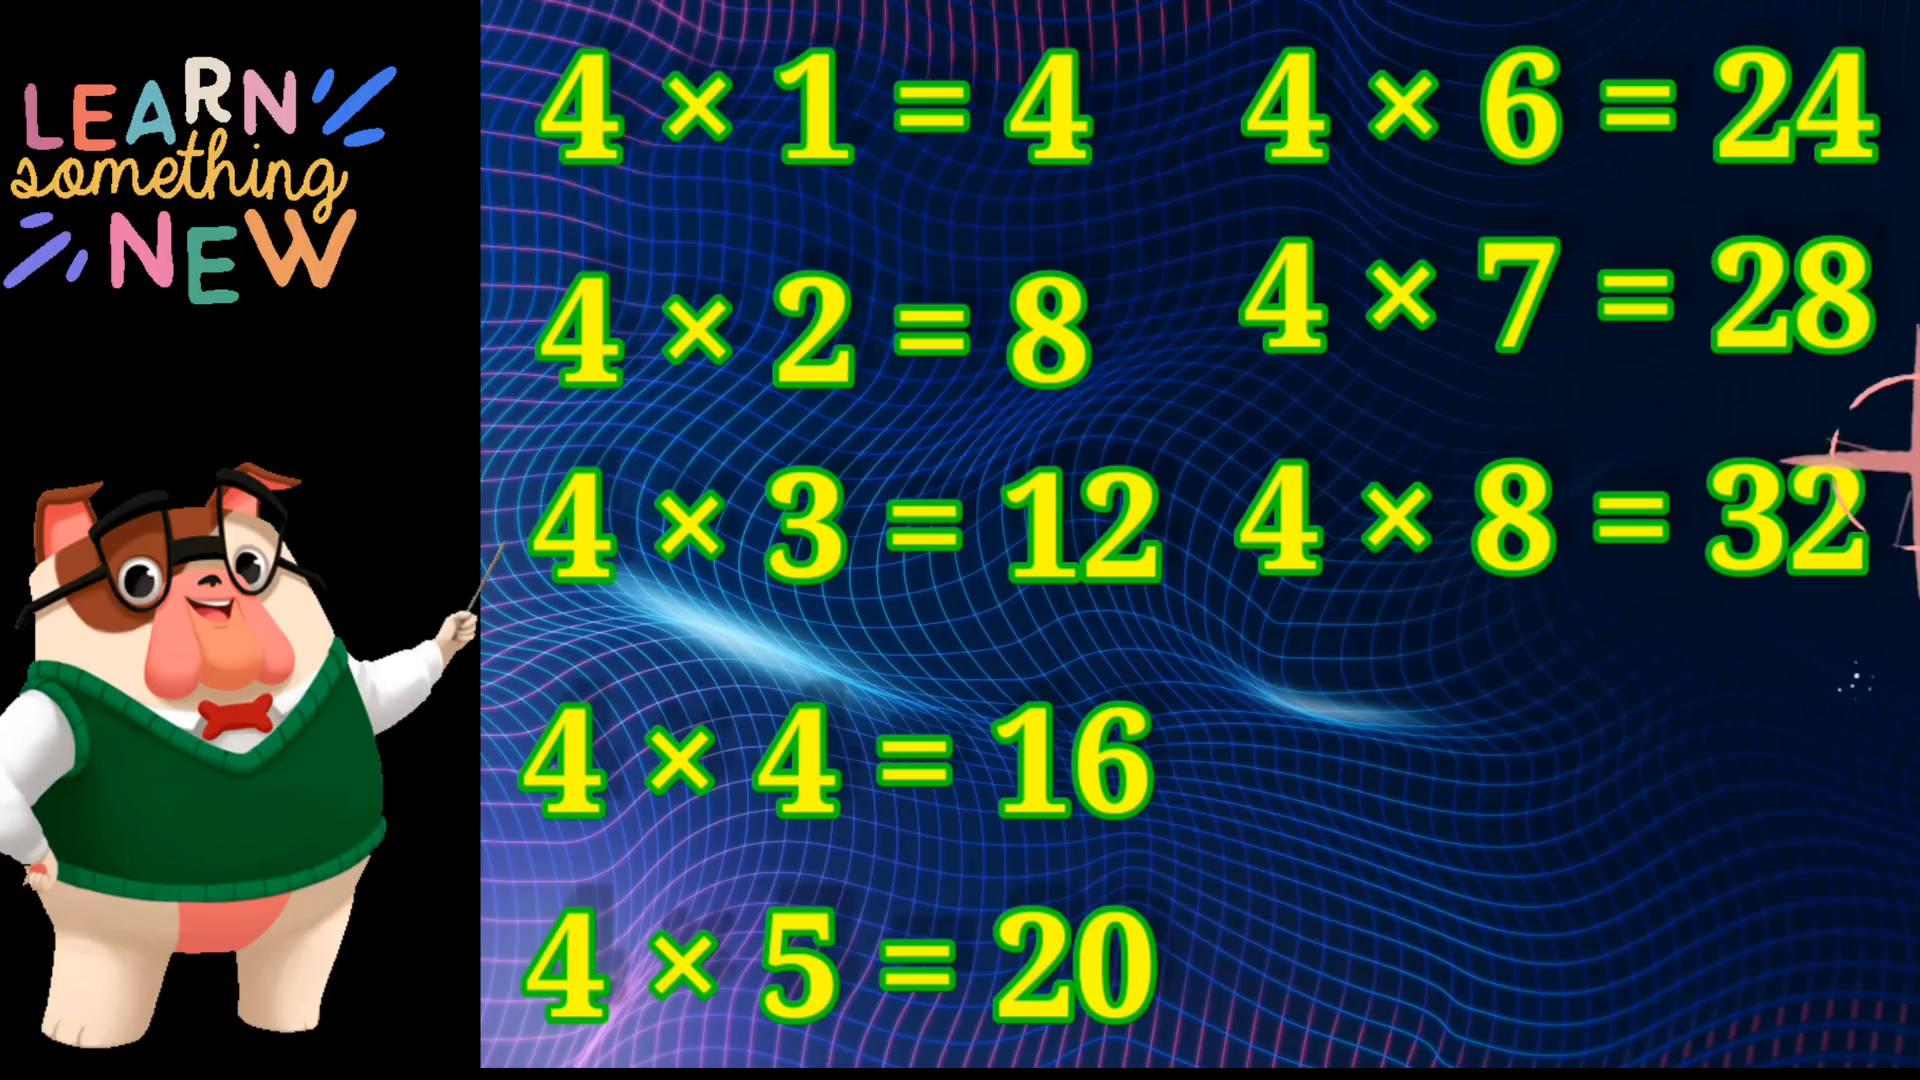 LEARN
something
NEW
4 × 1 = 4
4 × 2 = 8
4 × 3 = 12
4 × 4 = 16
4 × 5 = 20
4 × 6 = 24
4 × 7 = 28
4 × 8 = 32